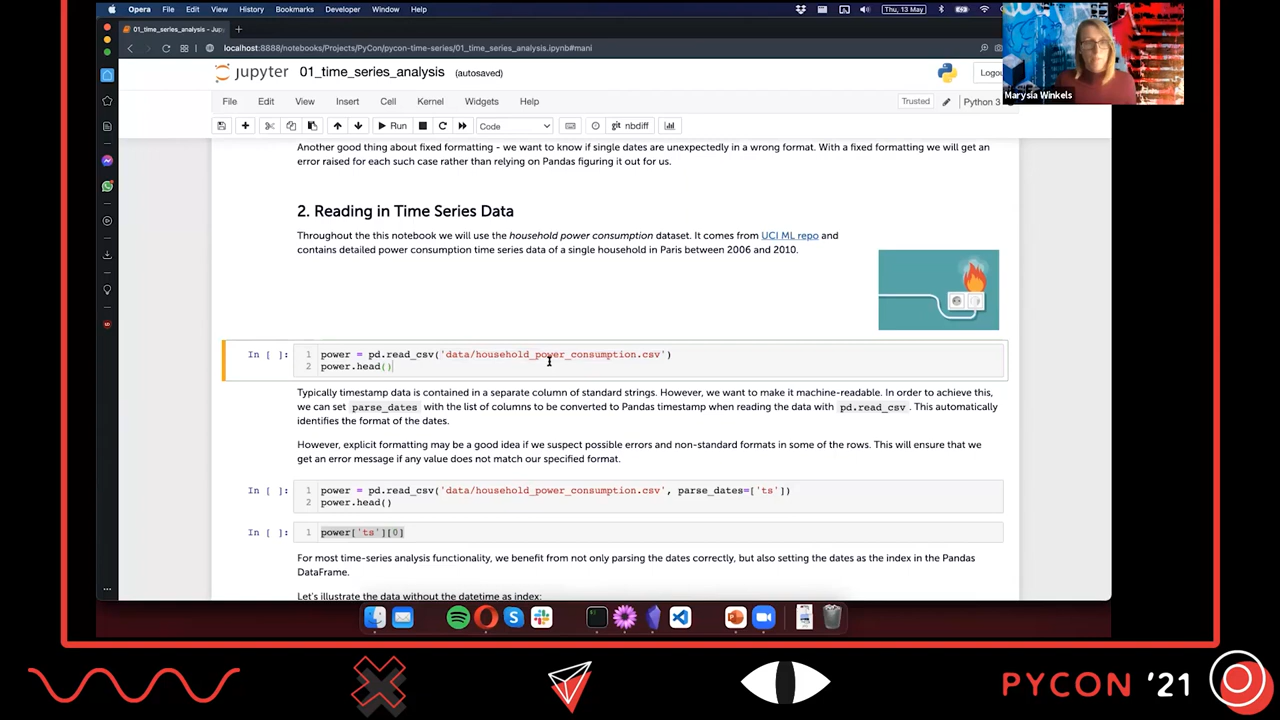 Opera File Edit View History Bookmarks Developer Window Help Thu, 13 May
01_time_series_analysis - Jup
localhost:8888/notebooks/Projects/PyCon/pycon-time-series/01_time_series_analysis.ipynb#mani
jupyter 01_time_series_analysis (autosaved) Logou
File Edit View Insert Cell Kernel Widgets Help Trusted Python 3
Run Code nbdiff
Marysia Winkels
Another good thing about fixed formatting - we want to know if single dates are unexpectedly in a wrong format. With a fixed formatting we will get an
error raised for each such case rather than relying on Pandas figuring it out for us.
2. Reading in Time Series Data
Throughout the this notebook we will use the household power consumption dataset. It comes from UCI ML repo and
contains detailed power consumption time series data of a single household in Paris between 2006 and 2010.
In [ ]: 1 power = pd.read_csv('data/household_power_consumption.csv')
2 power.head()
Typically timestamp data is contained in a separate column of standard strings. However, we want to make it machine-readable. In order to achieve this,
we can set parse_dates with the list of columns to be converted to Pandas timestamp when reading the data with pd.read_csv. This automatically
identifies the format of the dates.
However, explicit formatting may be a good idea if we suspect possible errors and non-standard formats in some of the rows. This will ensure that we
get an error message if any value does not match our specified format.
In [ ]: 1 power = pd.read_csv('data/household_power_consumption.csv', parse_dates=['ts'])
2 power.head()
In [ ]: 1 power['ts'][0]
For most time-series analysis functionality, we benefit from not only parsing the dates correctly, but also setting the dates as the index in the Pandas
DataFrame.
Let's illustrate the data without the datetime as index:
PYCON '21